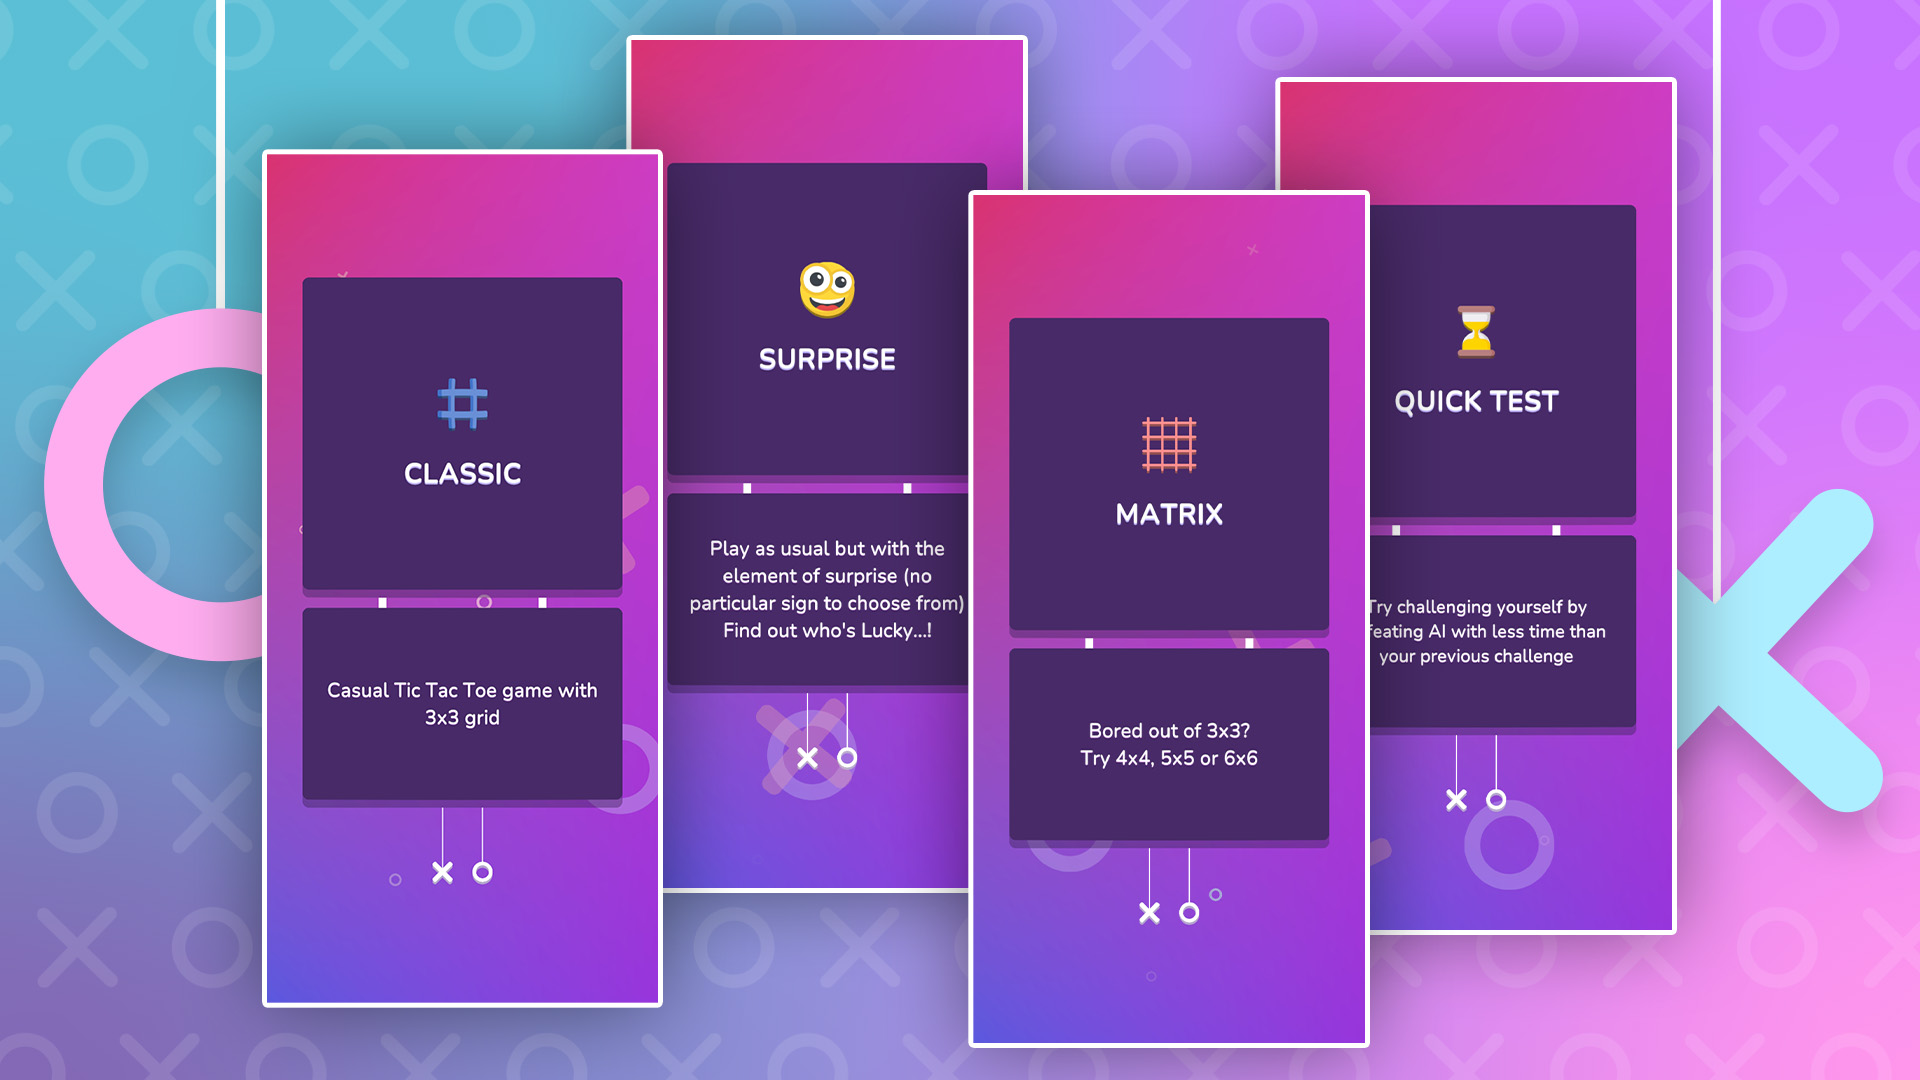 CLASSIC
Casual Tic Tac Toe game with
3x3 grid
SURPRISE
Play as usual but with the
element of surprise (no
particular sign to choose from)
Find out who's Lucky...!
MATRIX
Bored out of 3x3?
Try 4x4, 5x5 or 6x6
QUICK TEST
Try challenging yourself by
feating AI with less time than
your previous challenge